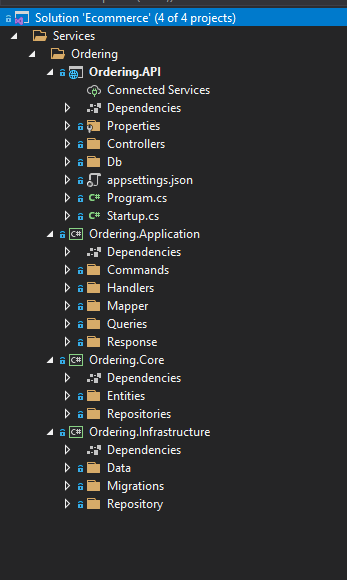 Solution 'Ecommerce' (4 of 4 projects)
Services
Ordering
Ordering.API
Connected Services
Dependencies
Properties
Controllers
Db
appsettings.json
C# Program.cs
C# Startup.cs
C# Ordering.Application
Dependencies
Commands
Handlers
Mapper
Queries
Response
C# Ordering.Core
Dependencies
Entities
Repositories
C# Ordering.Infrastructure
Dependencies
Data
Migrations
Repository